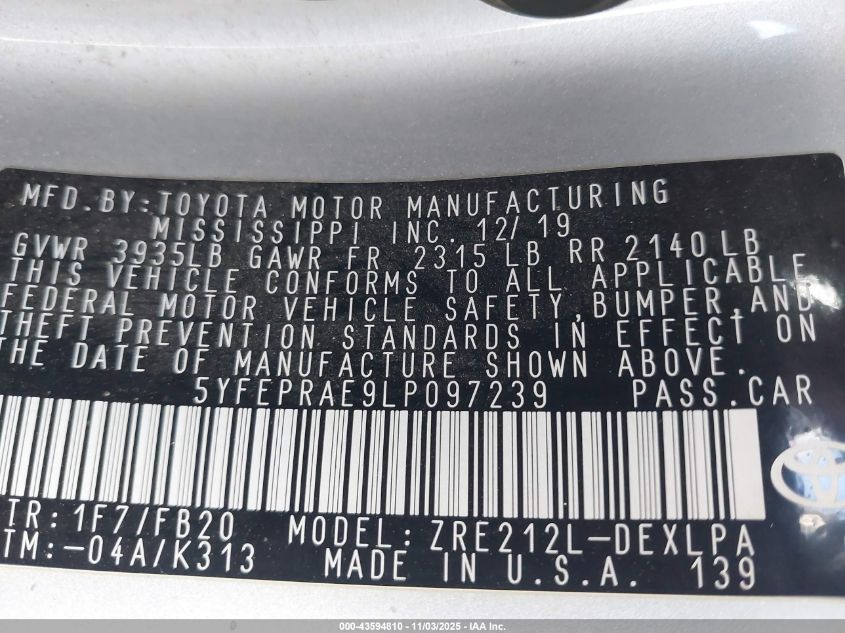 MFD.BY:TOYOTA MOTOR MANUFACTURING
MISSISSIPPI INC. 12/19
GVWR 3935LB GAWR FR 2315 LB RR 2140 LB
THIS VEHICLE CONFORMS TO ALL APPLICABLE
FEDERAL MOTOR VEHICLE SAFETY, BUMPER, AND
THEFT PREVENTION STANDARDS IN EFFECT ON
THE DATE OF MANUFACTURE SHOWN ABOVE.
5YFEPRAE9LP097239 PASS.CAR
TR: 1F7/FB20 MODEL: ZRE212L-DEXLPA
TM:-04A/K313 MADE IN U.S.A. 139
000-43594810 - 11/03/2025 - IAA Inc.